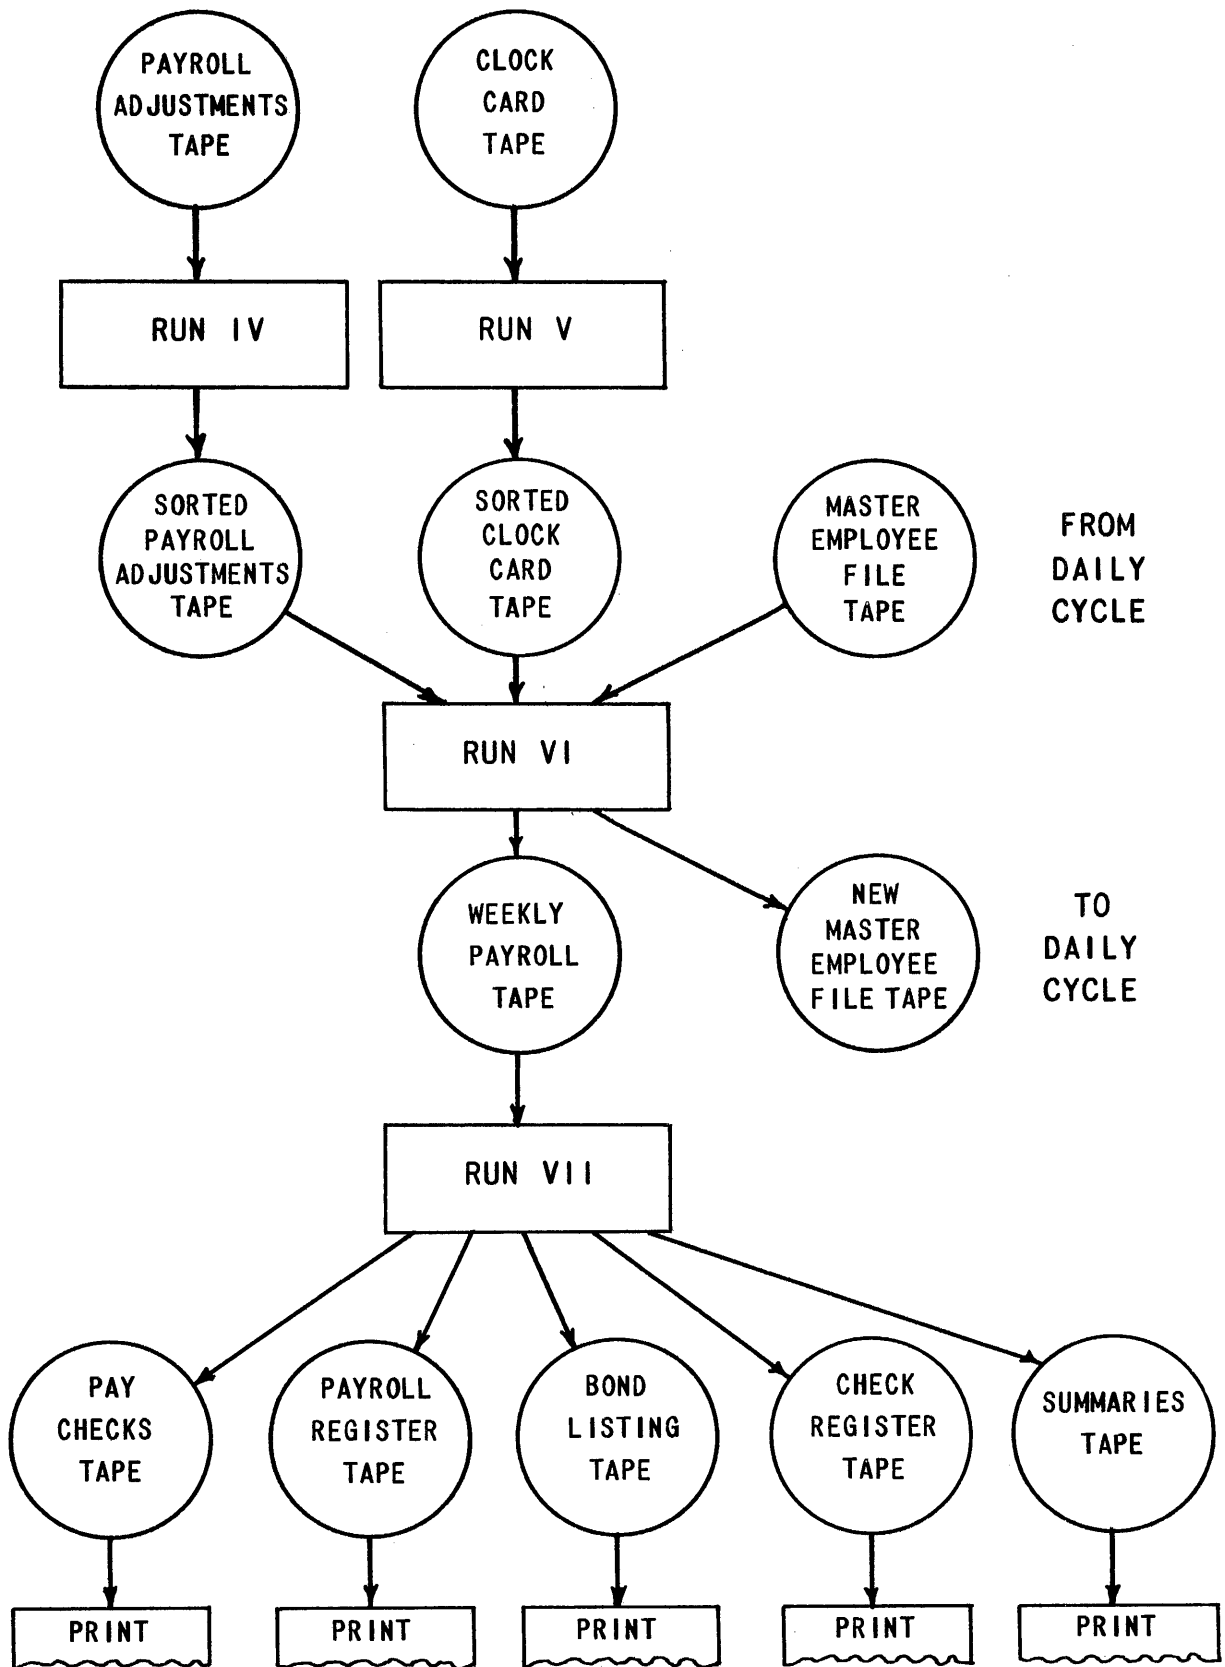 PAYROLL
ADJUSTMENTS
TAPE
CLOCK
CARD
TAPE
RUN IV
RUN V
SORTED
PAYROLL
ADJUSTMENTS
TAPE
SORTED
CLOCK
CARD
TAPE
MASTER
EMPLOYEE
FILE
TAPE
FROM
DAILY
CYCLE
RUN VI
WEEKLY
PAYROLL
TAPE
NEW
MASTER
EMPLOYEE
FILE TAPE
TO
DAILY
CYCLE
RUN VII
PAY
CHECKS
TAPE
PAYROLL
REGISTER
TAPE
BOND
LISTING
TAPE
CHECK
REGISTER
TAPE
SUMMARIES
TAPE
PRINT
PRINT
PRINT
PRINT
PRINT